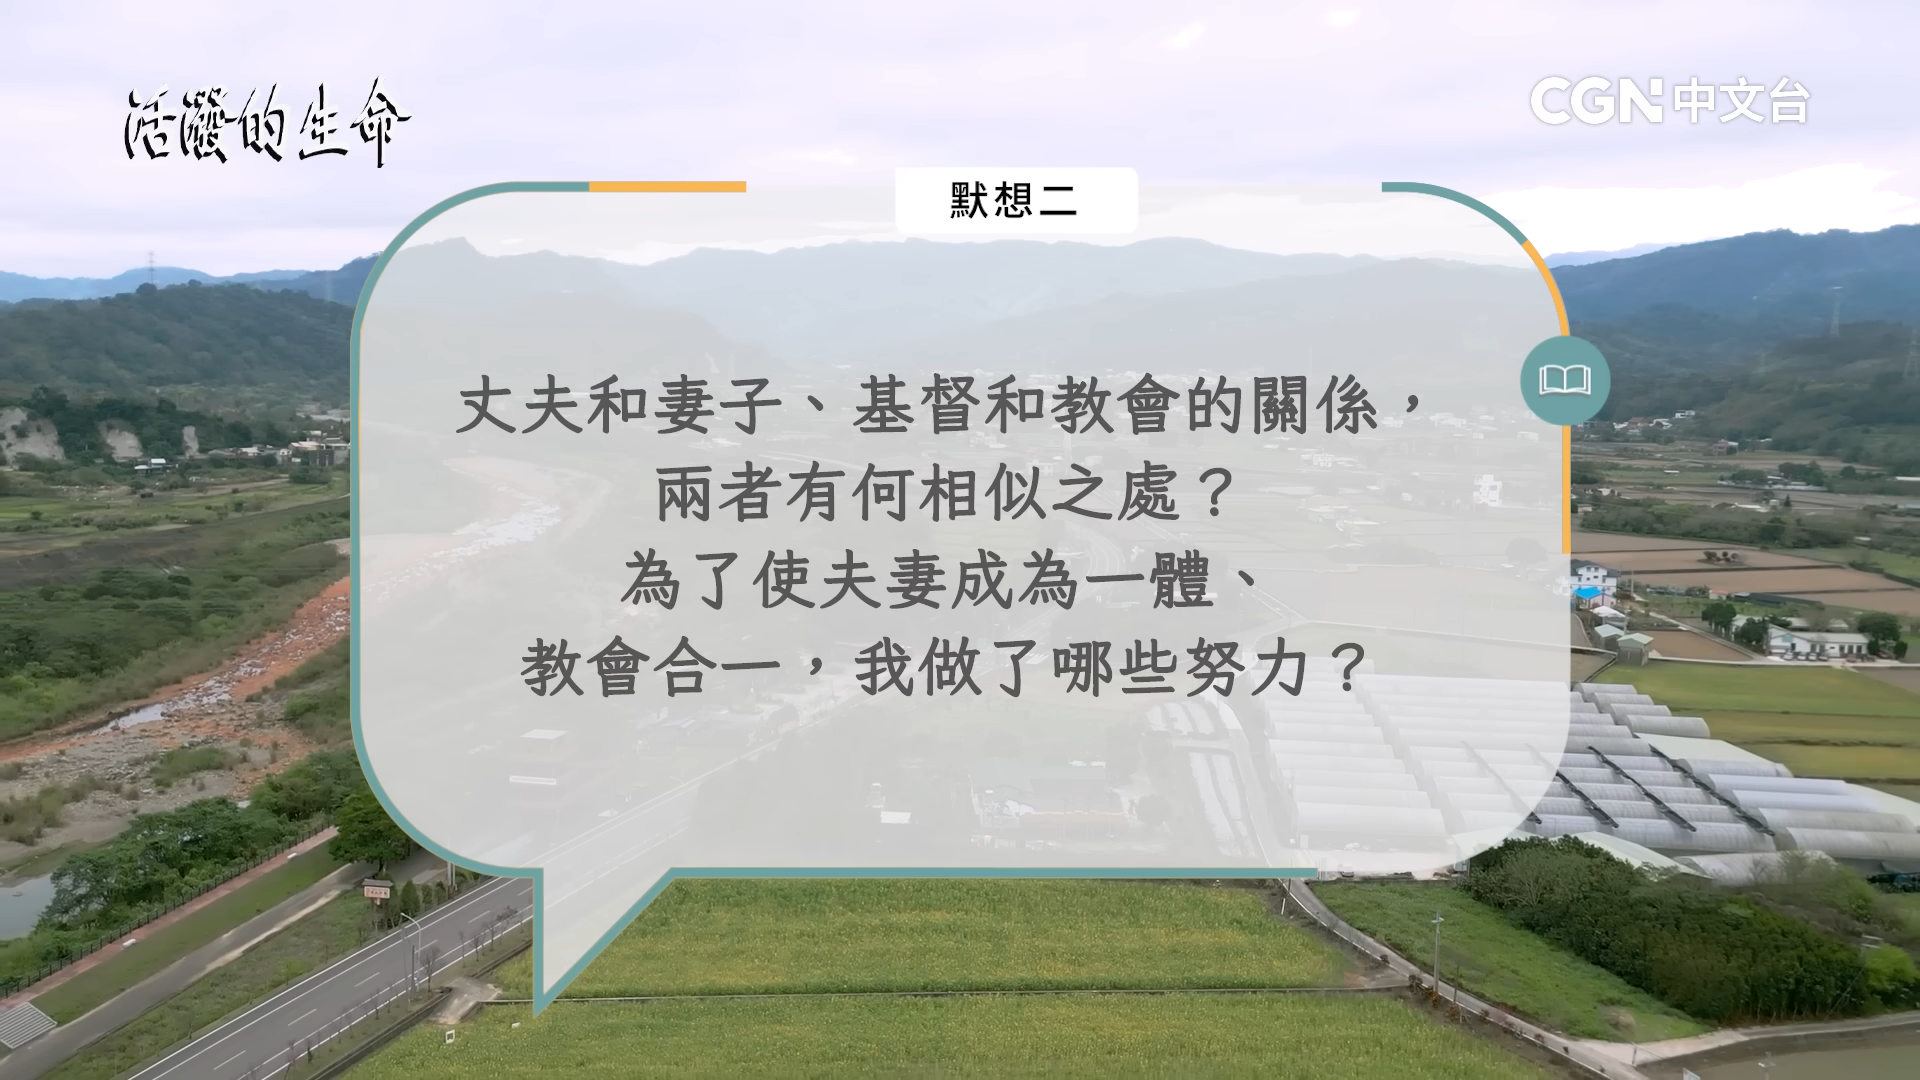 活潑的生命
CGN中文台
默想二
丈夫和妻子、基督和教會的關係，
兩者有何相似之處？
為了使夫妻成為一體、
教會合一，我做了哪些努力？